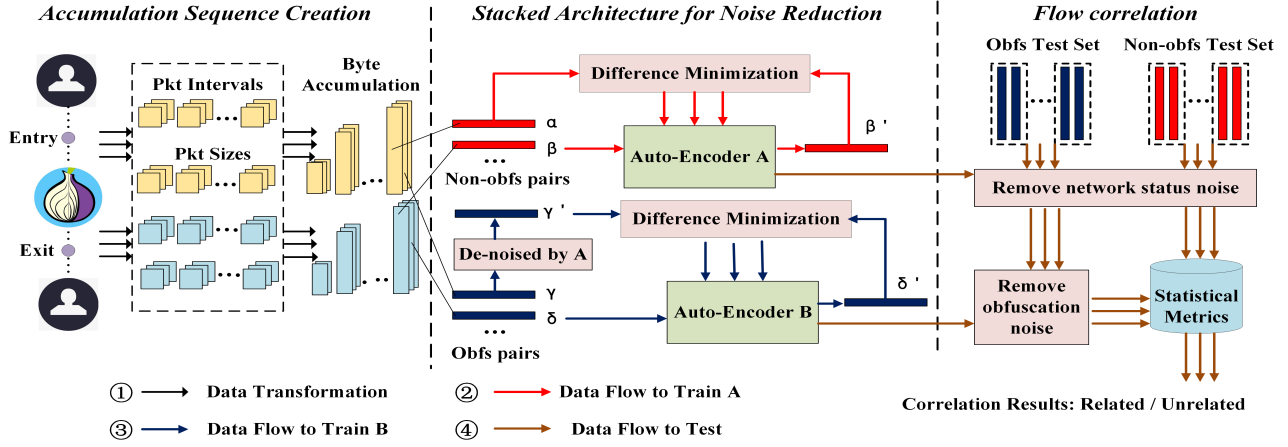 Accumulation Sequence Creation
Stacked Architecture for Noise Reduction
Flow correlation
Entry
Exit
Pkt Intervals
Pkt Sizes
Byte
Accumulation
α
β
Non-obfs pairs
γ '
De-noised by A
γ
δ
Obfs pairs
Difference Minimization
Auto-Encoder A
β '
Difference Minimization
Auto-Encoder B
δ '
Obfs Test Set
Non-obfs Test Set
Remove network status noise
Remove
obfuscation
noise
Statistical
Metrics
Correlation Results: Related / Unrelated
① Data Transformation
② Data Flow to Train A
③ Data Flow to Train B
④ Data Flow to Test